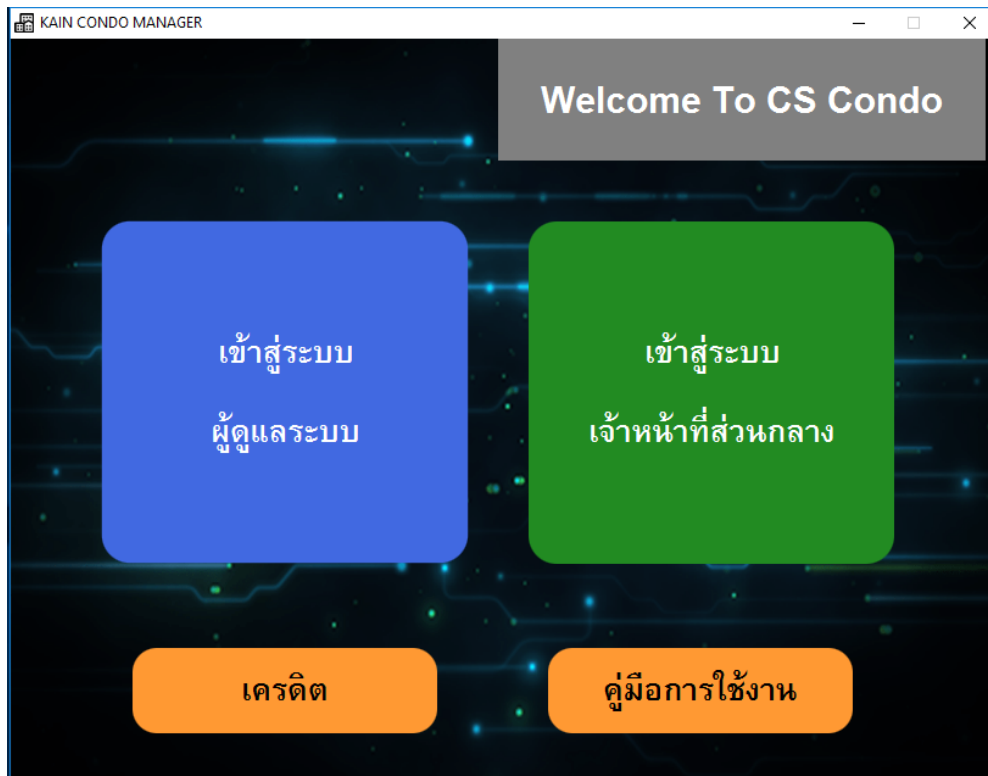 KAIN CONDO MANAGER
Welcome To CS Condo
เข้าสู่ระบบ
ผู้ดูแลระบบ
เข้าสู่ระบบ
เจ้าหน้าที่ส่วนกลาง
เครดิต
คู่มือการใช้งาน